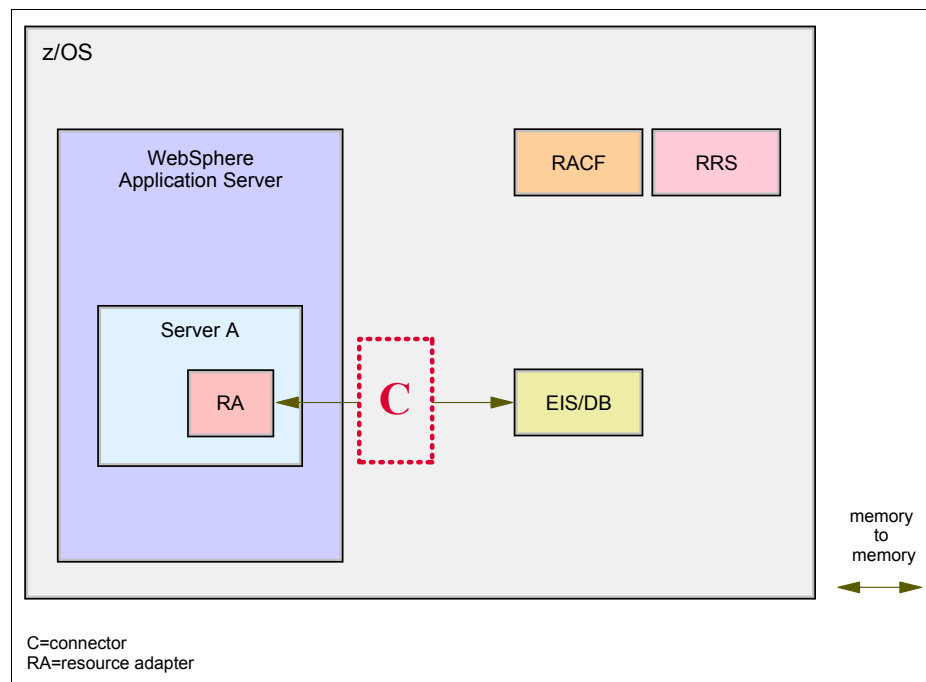 z/OS
WebSphere
Application Server
RACF
RRS
Server A
RA
C
EIS/DB
memory
to
memory
C=connector
RA=resource adapter